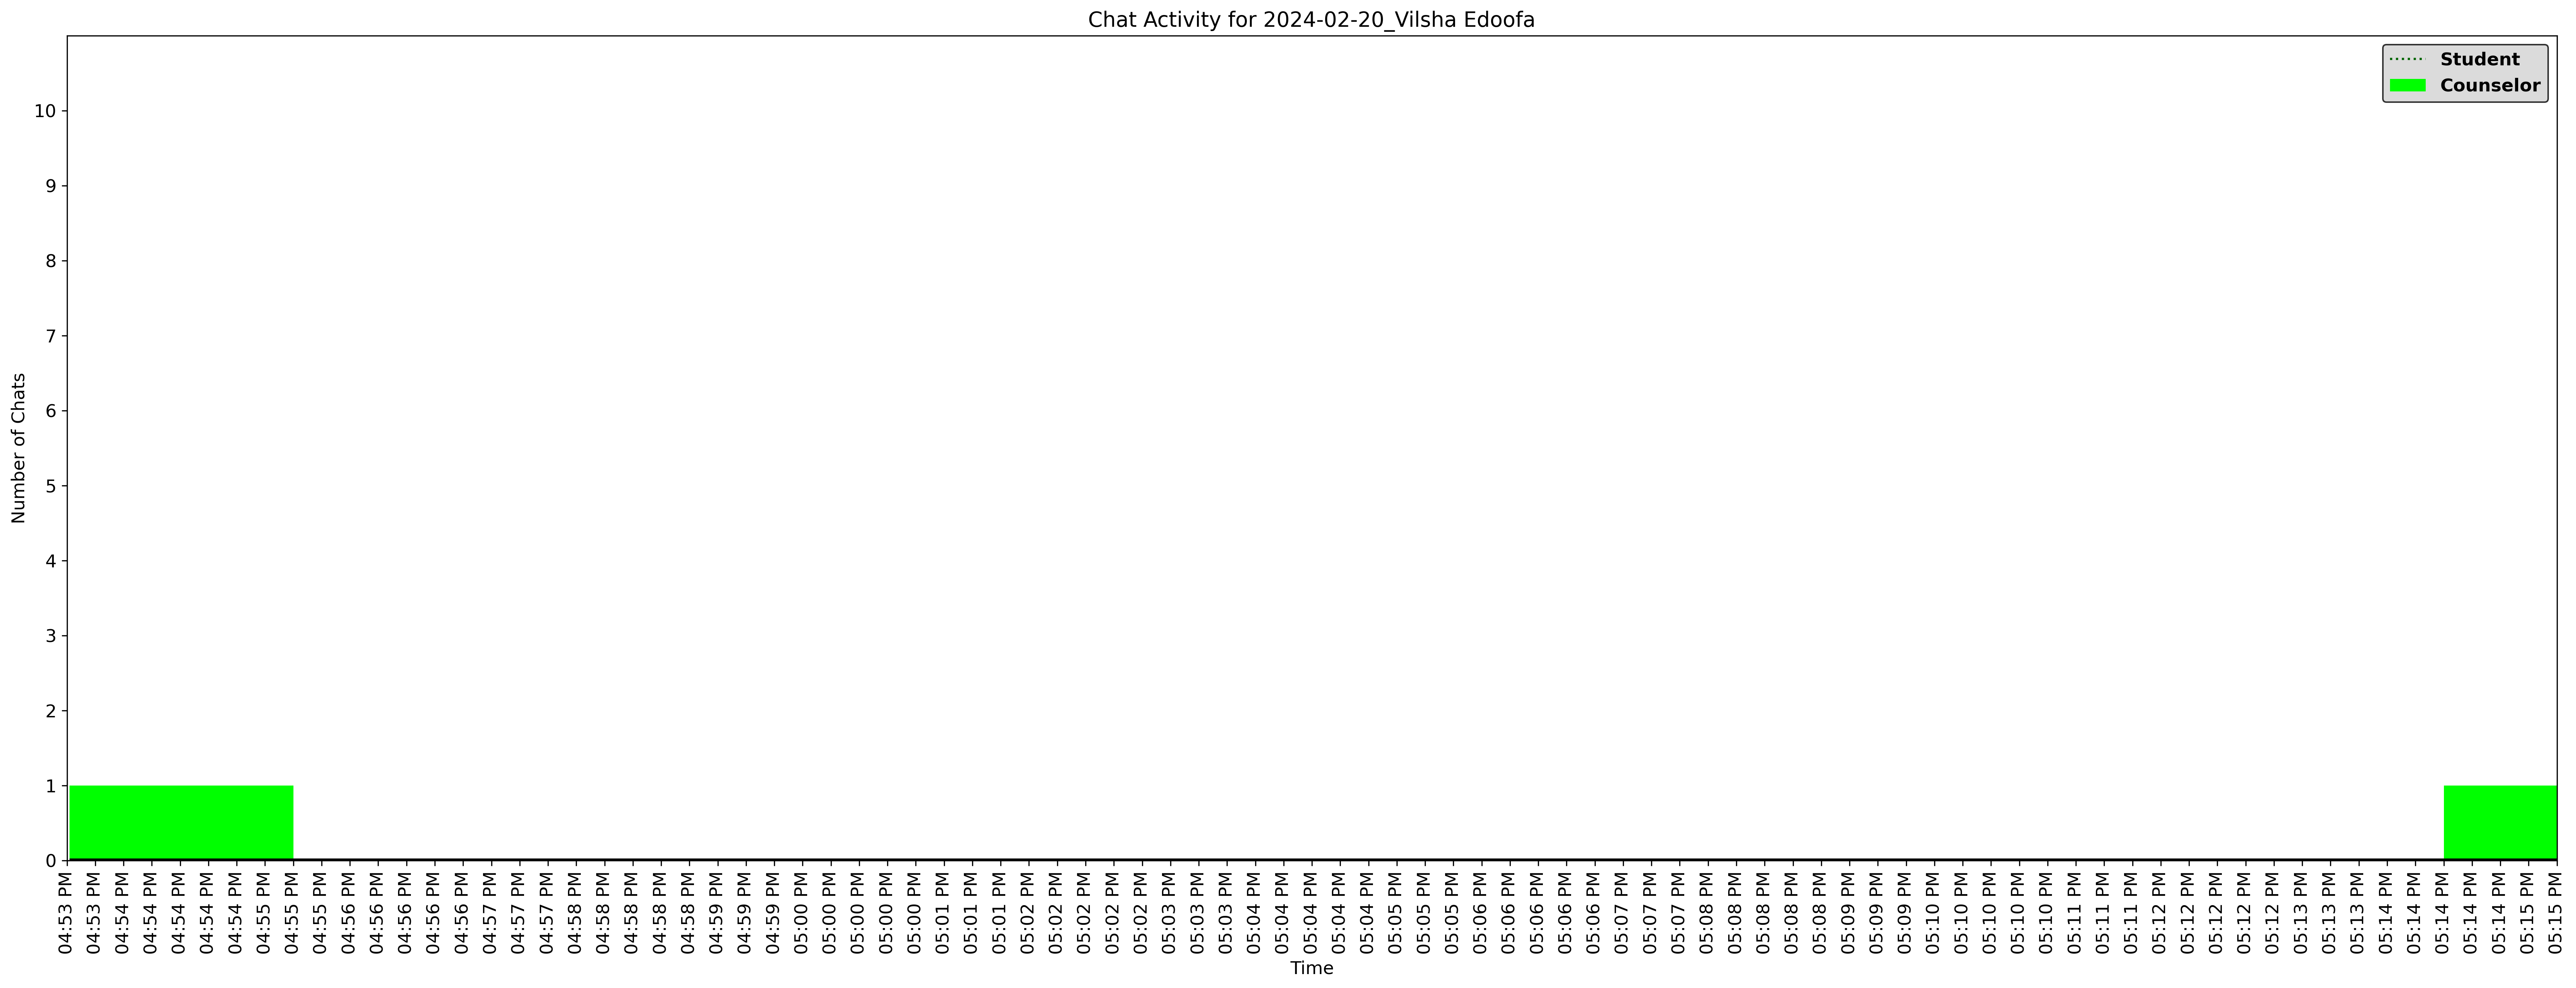 Chat Activity for 2024-02-20_Vilsha Edoofa
Student
Counselor
Number of Chats
10
9
8
7
6
5
4
3
2
1
0
04:53 PM
04:53 PM
04:54 PM
04:54 PM
04:54 PM
04:54 PM
04:54 PM
04:55 PM
04:55 PM
04:55 PM
04:56 PM
04:56 PM
04:56 PM
04:56 PM
04:56 PM
04:57 PM
04:57 PM
04:57 PM
04:58 PM
04:58 PM
04:58 PM
04:58 PM
04:58 PM
04:59 PM
04:59 PM
04:59 PM
05:00 PM
05:00 PM
05:00 PM
05:00 PM
05:00 PM
05:01 PM
05:01 PM
05:01 PM
05:02 PM
05:02 PM
05:02 PM
05:02 PM
05:02 PM
05:03 PM
05:03 PM
05:03 PM
05:04 PM
05:04 PM
05:04 PM
05:04 PM
05:04 PM
05:05 PM
05:05 PM
05:05 PM
05:06 PM
05:06 PM
05:06 PM
05:06 PM
05:06 PM
05:07 PM
05:07 PM
05:07 PM
05:08 PM
05:08 PM
05:08 PM
05:08 PM
05:08 PM
05:09 PM
05:09 PM
05:09 PM
05:10 PM
05:10 PM
05:10 PM
05:10 PM
05:10 PM
05:11 PM
05:11 PM
05:11 PM
05:12 PM
05:12 PM
05:12 PM
05:12 PM
05:12 PM
05:13 PM
05:13 PM
05:13 PM
05:14 PM
05:14 PM
05:14 PM
05:14 PM
05:14 PM
05:15 PM
05:15 PM
Time